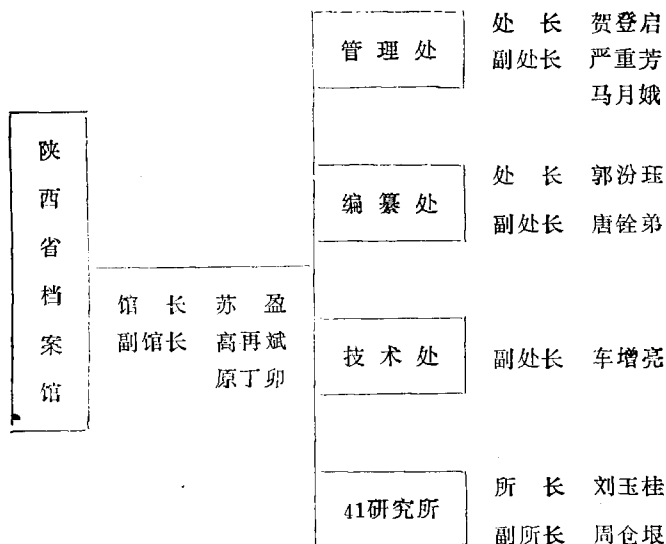 陕西省档案馆
馆 长 苏 盈
副馆长 高再斌
原丁卯
管理处
处 长 贺登启
副处长 严重芳
马月娥
编纂处
处 长 郭汾珏
副处长 唐铨弟
技术处
副处长 车增亮
41研究所
所 长 刘玉桂
副所长 周仓垠